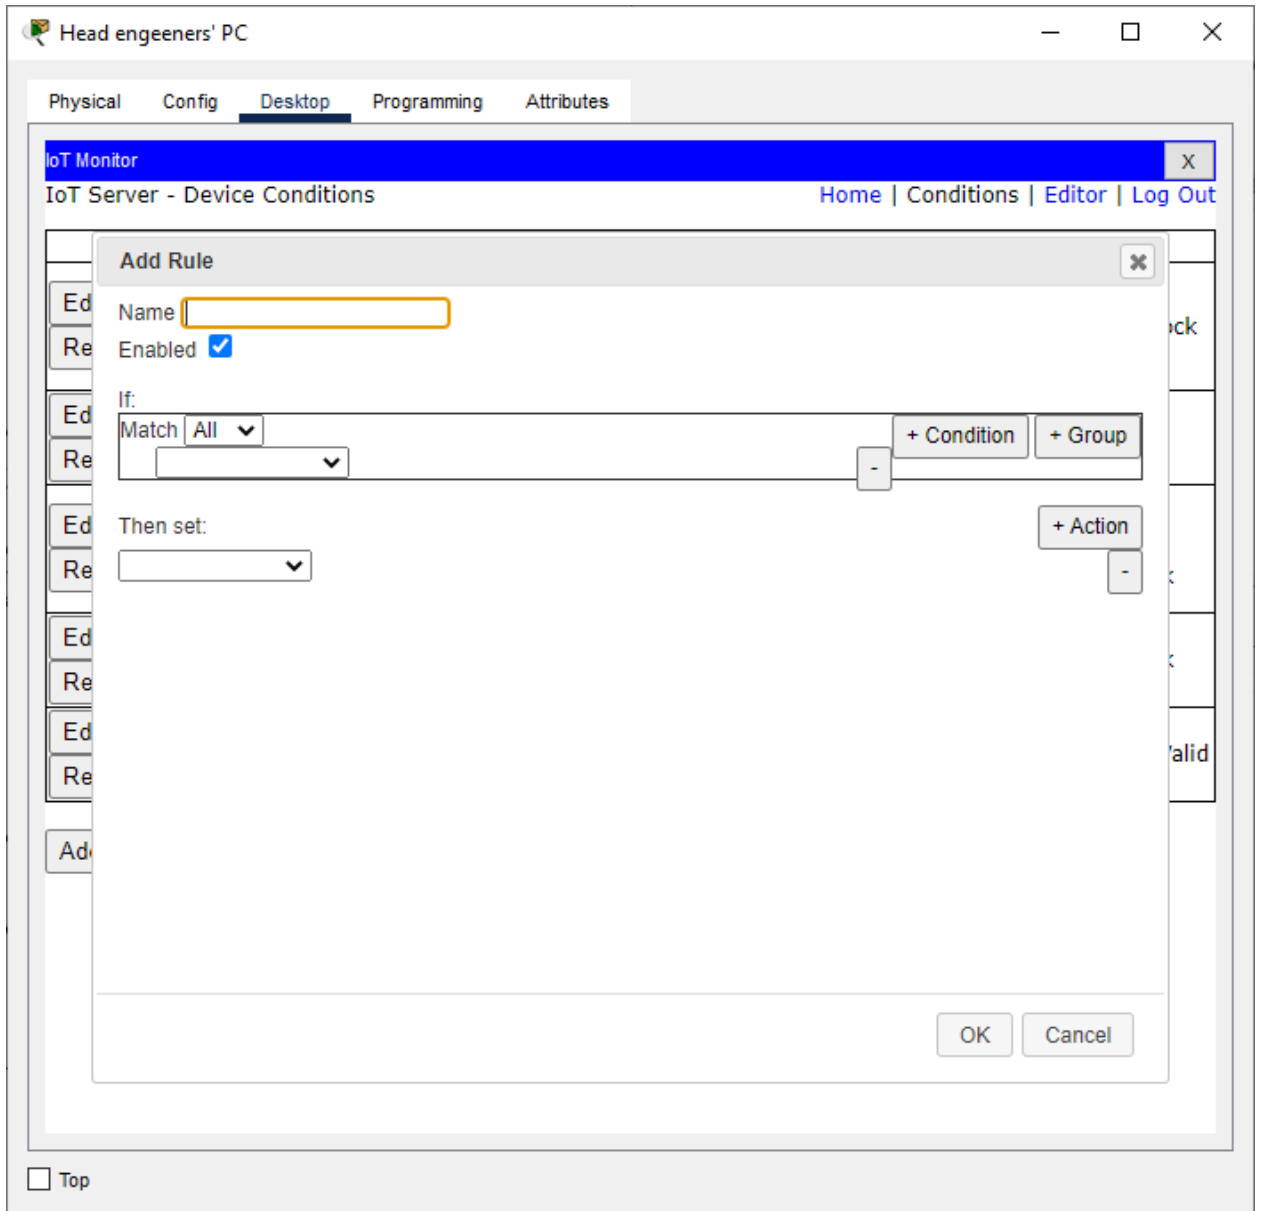 Head engeeners' PC
Physical Config Desktop Programming Attributes
IoT Monitor X
IoT Server - Device Conditions Home | Conditions | Editor | Log Out
Add Rule
Name
Enabled
If:
Match All + Condition + Group
-
Then set: + Action
-
Ed
Re
ck
Ed
Re
Ed
Re
Ed
Re
Ed
Re
alid
Ad
OK Cancel
Top